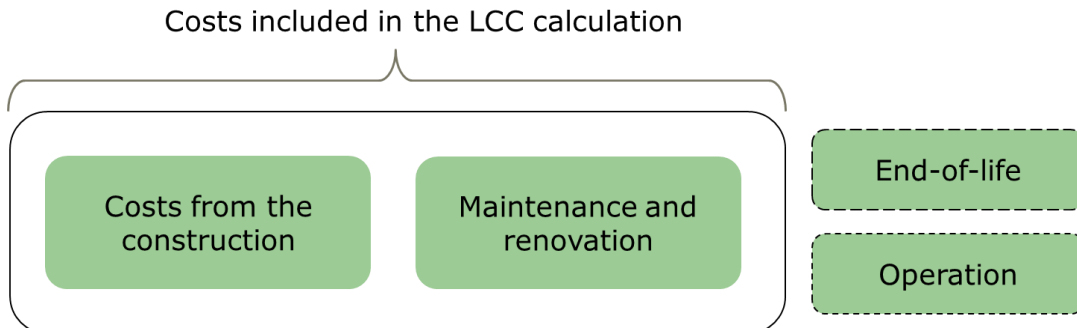 Costs included in the LCC calculation
Costs from the
construction
Maintenance and
renovation
End-of-life
Operation